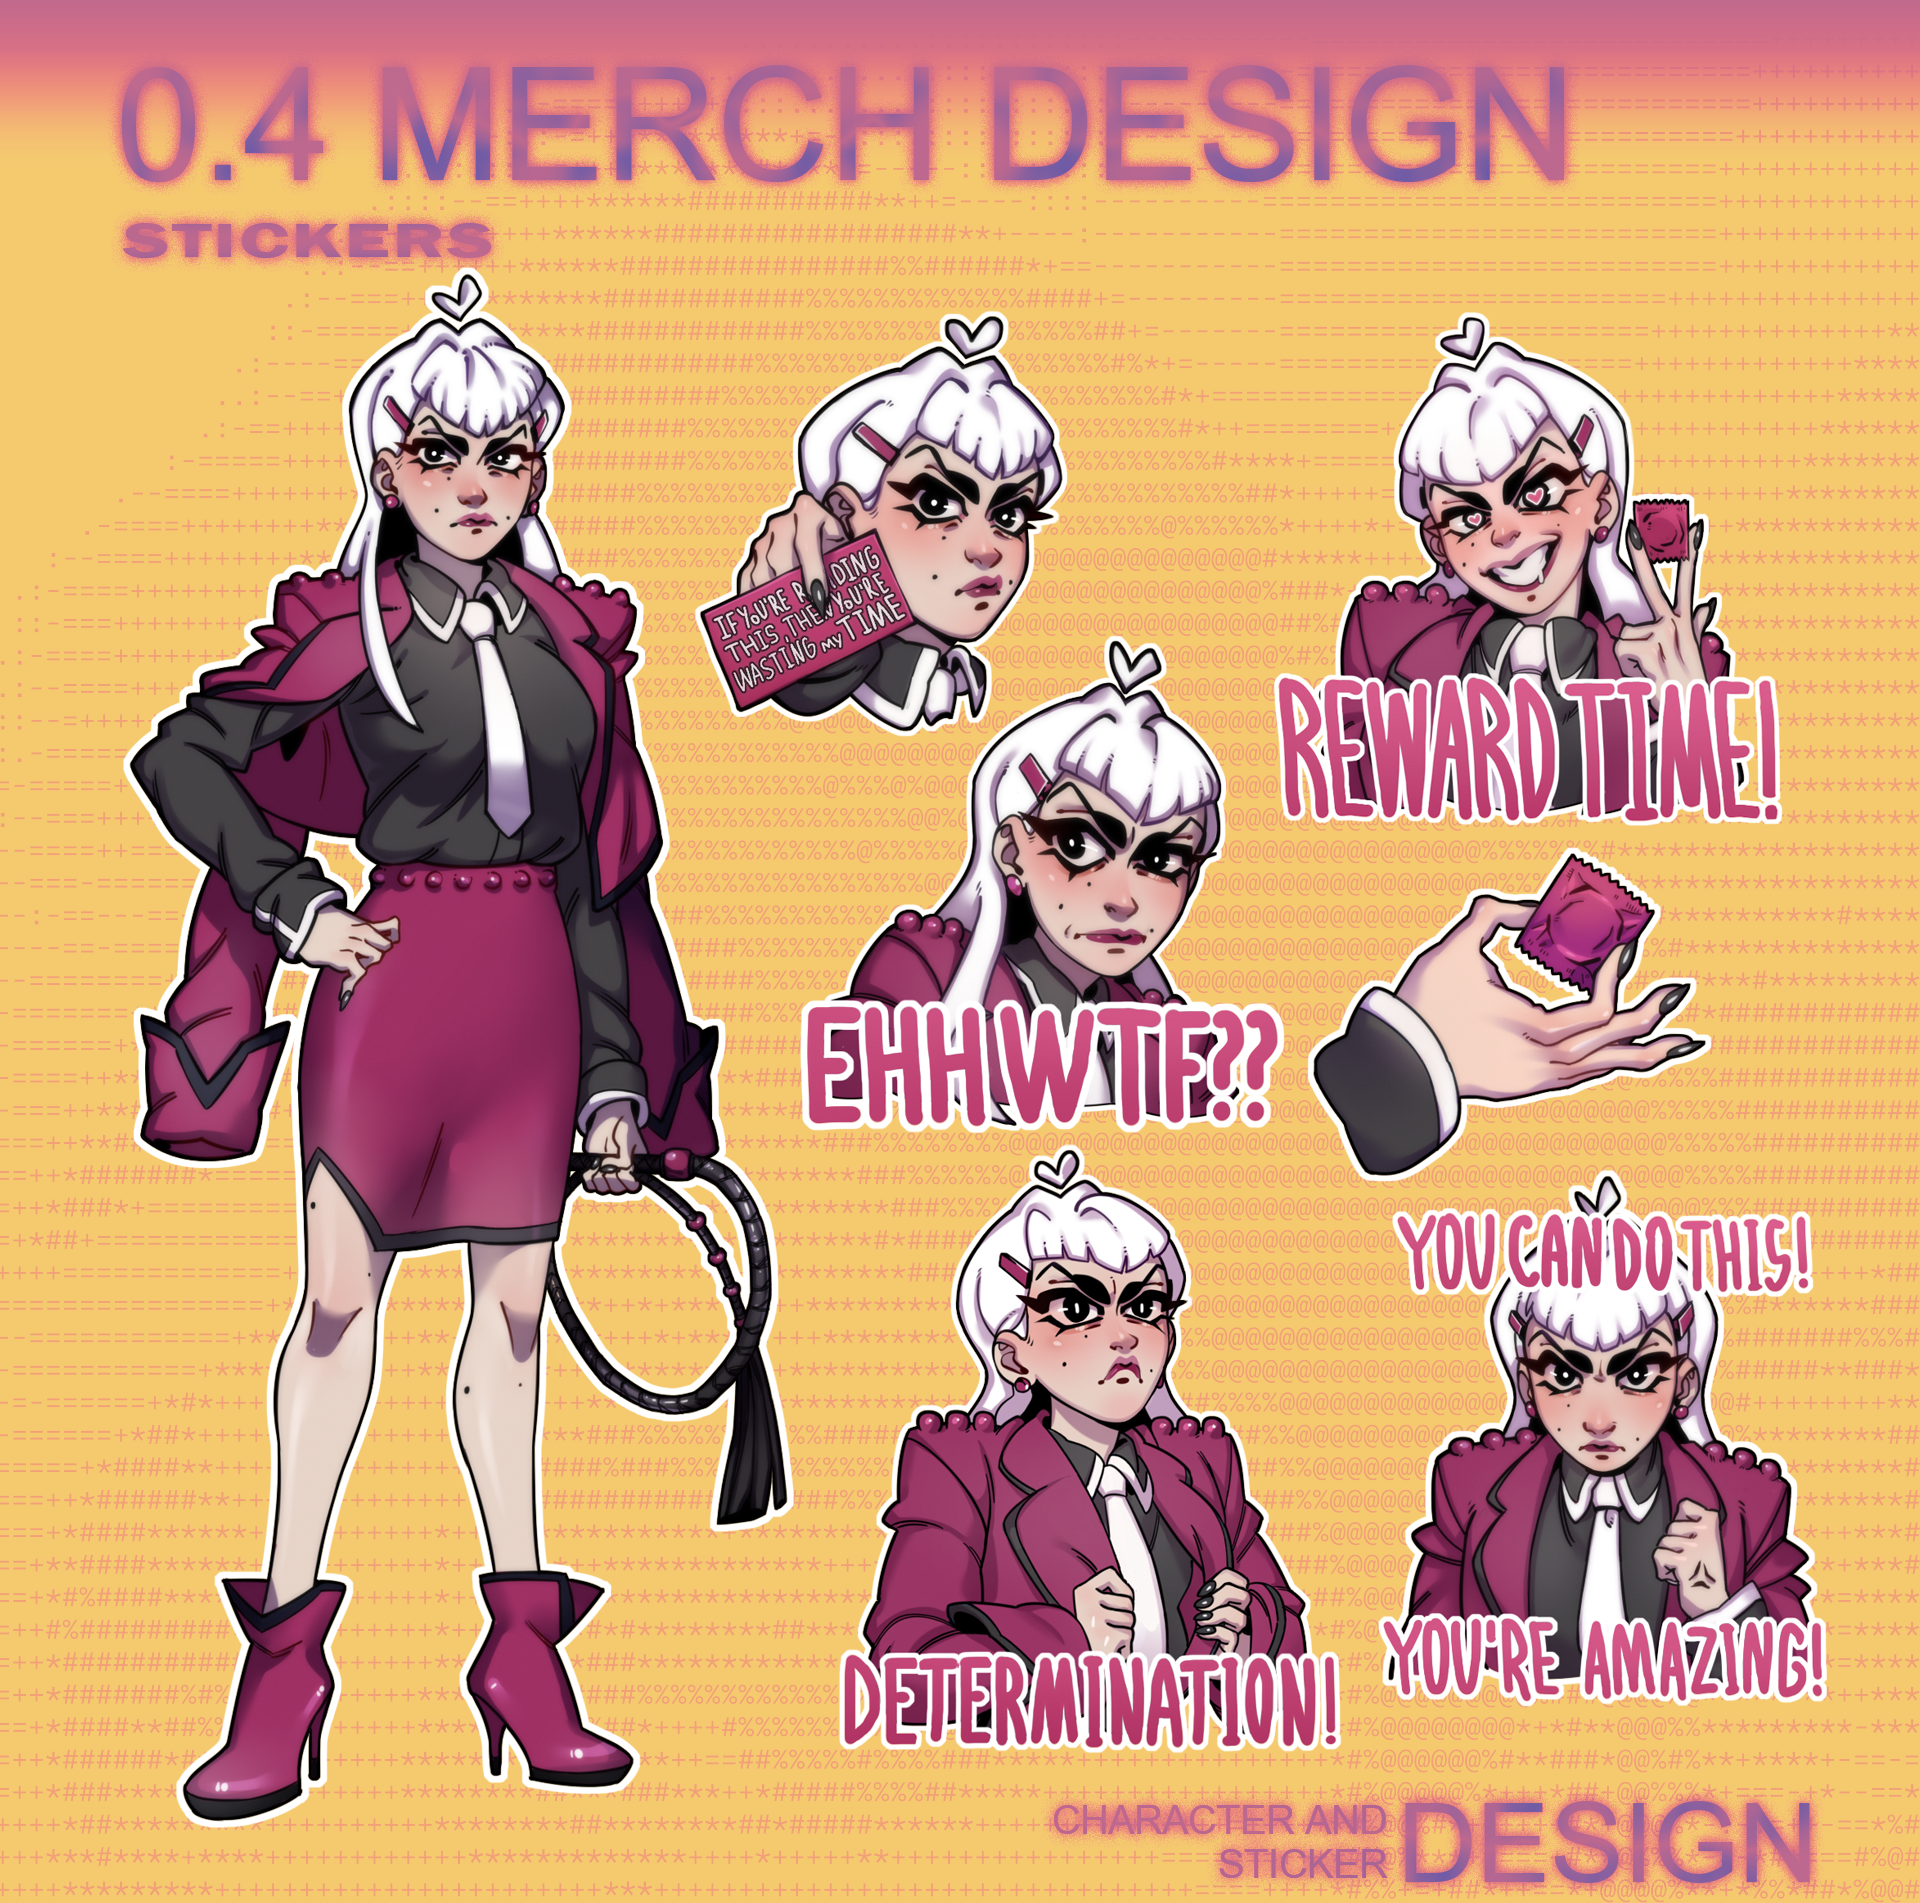 0.4 MERCH DESIGN
STICKERS
IF YOU'RE R DING
THIS, THEN YOU'RE
WASTING my TIME
REWARD TIME!
EHH WTF??
YOU CAN DO THIS!
YOU'RE AMAZING!
DETERMINATION!
CHARACTER AND
STICKER
DESIGN